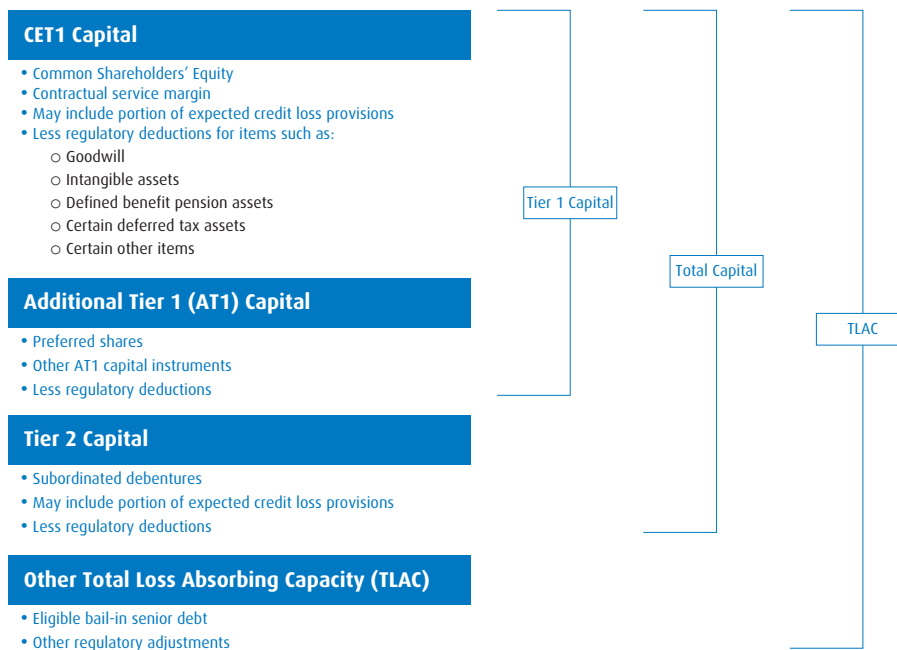 CET1 Capital
• Common Shareholders’ Equity
• Contractual service margin
• May include portion of expected credit loss provisions
• Less regulatory deductions for items such as:
○ Goodwill
○ Intangible assets
○ Defined benefit pension assets
○ Certain deferred tax assets
○ Certain other items
Additional Tier 1 (AT1) Capital
• Preferred shares
• Other AT1 capital instruments
• Less regulatory deductions
Tier 2 Capital
• Subordinated debentures
• May include portion of expected credit loss provisions
• Less regulatory deductions
Other Total Loss Absorbing Capacity (TLAC)
• Eligible bail-in senior debt
• Other regulatory adjustments
Tier 1 Capital
Total Capital
TLAC